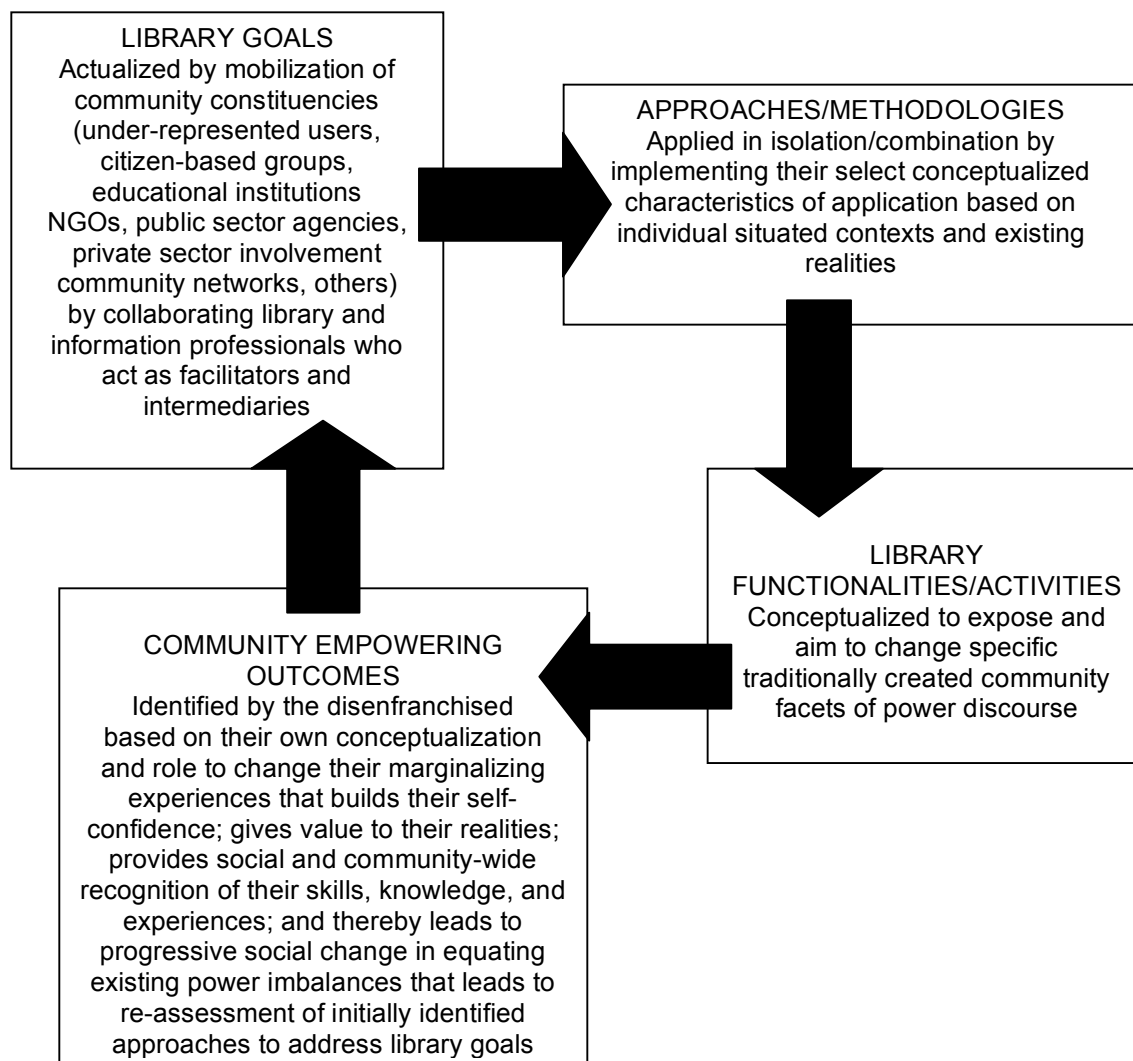 LIBRARY GOALS
Actualized by mobilization of
community constituencies
(under-represented users,
citizen-based groups,
educational institutions
NGOs, public sector agencies,
private sector involvement
community networks, others)
by collaborating library and
information professionals who
act as facilitators and
intermediaries
APPROACHES/METHODOLOGIES
Applied in isolation/combination by
implementing their select conceptualized
characteristics of application based on
individual situated contexts and existing
realities
LIBRARY
FUNCTIONALITIES/ACTIVITIES
Conceptualized to expose and
aim to change specific
traditionally created community
facets of power discourse
COMMUNITY EMPOWERING
OUTCOMES
Identified by the disenfranchised
based on their own conceptualization
and role to change their marginalizing
experiences that builds their self-
confidence; gives value to their realities;
provides social and community-wide
recognition of their skills, knowledge, and
experiences; and thereby leads to
progressive social change in equating
existing power imbalances that leads to
re-assessment of initially identified
approaches to address library goals